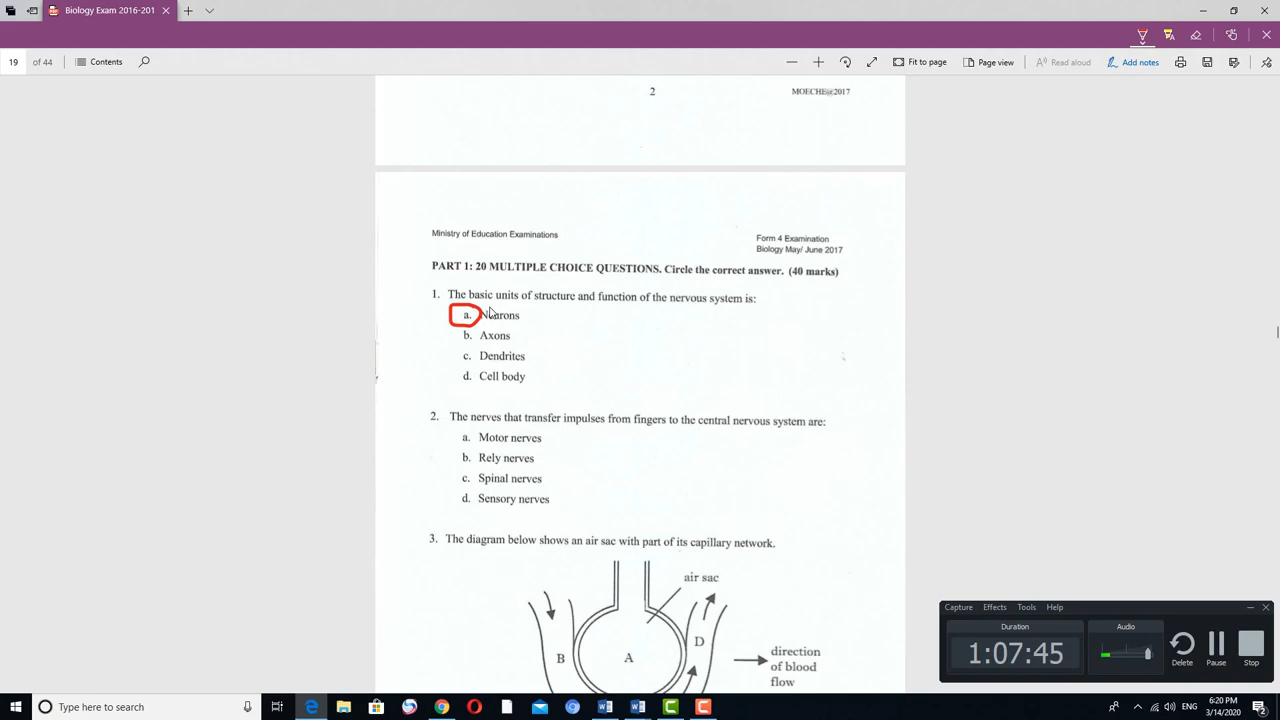 Biology Exam 2016-201
19 of 44 Contents Fit to page Page view Read aloud Add notes
2 MOECHE@2017
Ministry of Education Examinations
Form 4 Examination
Biology May/ June 2017
PART 1: 20 MULTIPLE CHOICE QUESTIONS. Circle the correct answer. (40 marks)
1. The basic units of structure and function of the nervous system is:
a. Neurons
b. Axons
c. Dendrites
d. Cell body
2. The nerves that transfer impulses from fingers to the central nervous system are:
a. Motor nerves
b. Rely nerves
c. Spinal nerves
d. Sensory nerves
3. The diagram below shows an air sac with part of its capillary network.
air sac
D
B A
direction
of blood
flow
Capture Effects Tools Help
Duration Audio
1:07:45
Delete Pause Stop
Type here to search
6:20 PM
3/14/2020
2